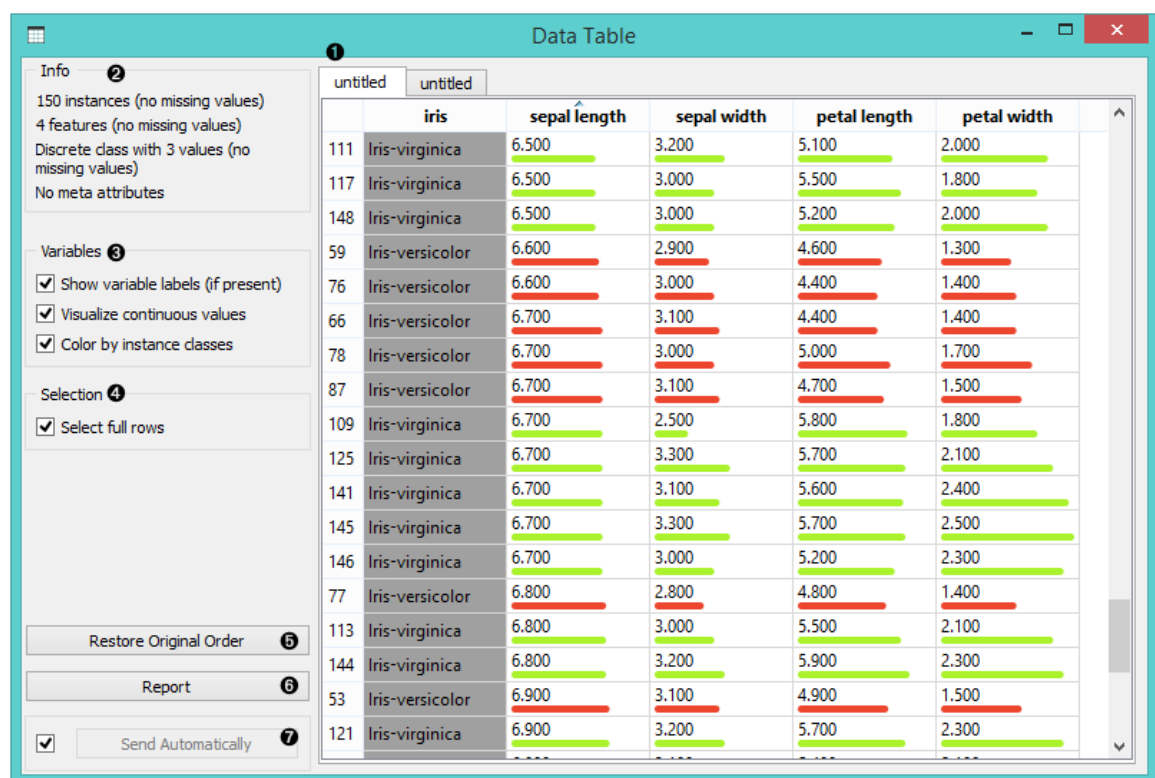 Data Table
❶
Info ❷
150 instances (no missing values)
4 features (no missing values)
Discrete class with 3 values (no
missing values)
No meta attributes
Variables ❸
Show variable labels (if present)
Visualize continuous values
Color by instance classes
Selection ❹
Select full rows
Restore Original Order ❺
Report ❻
Send Automatically ❼
untitled untitled
iris sepal length sepal width petal length petal width
111 Iris-virginica 6.500 3.200 5.100 2.000
117 Iris-virginica 6.500 3.000 5.500 1.800
148 Iris-virginica 6.500 3.000 5.200 2.000
59 Iris-versicolor 6.600 2.900 4.600 1.300
76 Iris-versicolor 6.600 3.000 4.400 1.400
66 Iris-versicolor 6.700 3.100 4.400 1.400
78 Iris-versicolor 6.700 3.000 5.000 1.700
87 Iris-versicolor 6.700 3.100 4.700 1.500
109 Iris-virginica 6.700 2.500 5.800 1.800
125 Iris-virginica 6.700 3.300 5.700 2.100
141 Iris-virginica 6.700 3.100 5.600 2.400
145 Iris-virginica 6.700 3.300 5.700 2.500
146 Iris-virginica 6.700 3.000 5.200 2.300
77 Iris-versicolor 6.800 2.800 4.800 1.400
113 Iris-virginica 6.800 3.000 5.500 2.100
144 Iris-virginica 6.800 3.200 5.900 2.300
53 Iris-versicolor 6.900 3.100 4.900 1.500
121 Iris-virginica 6.900 3.200 5.700 2.300